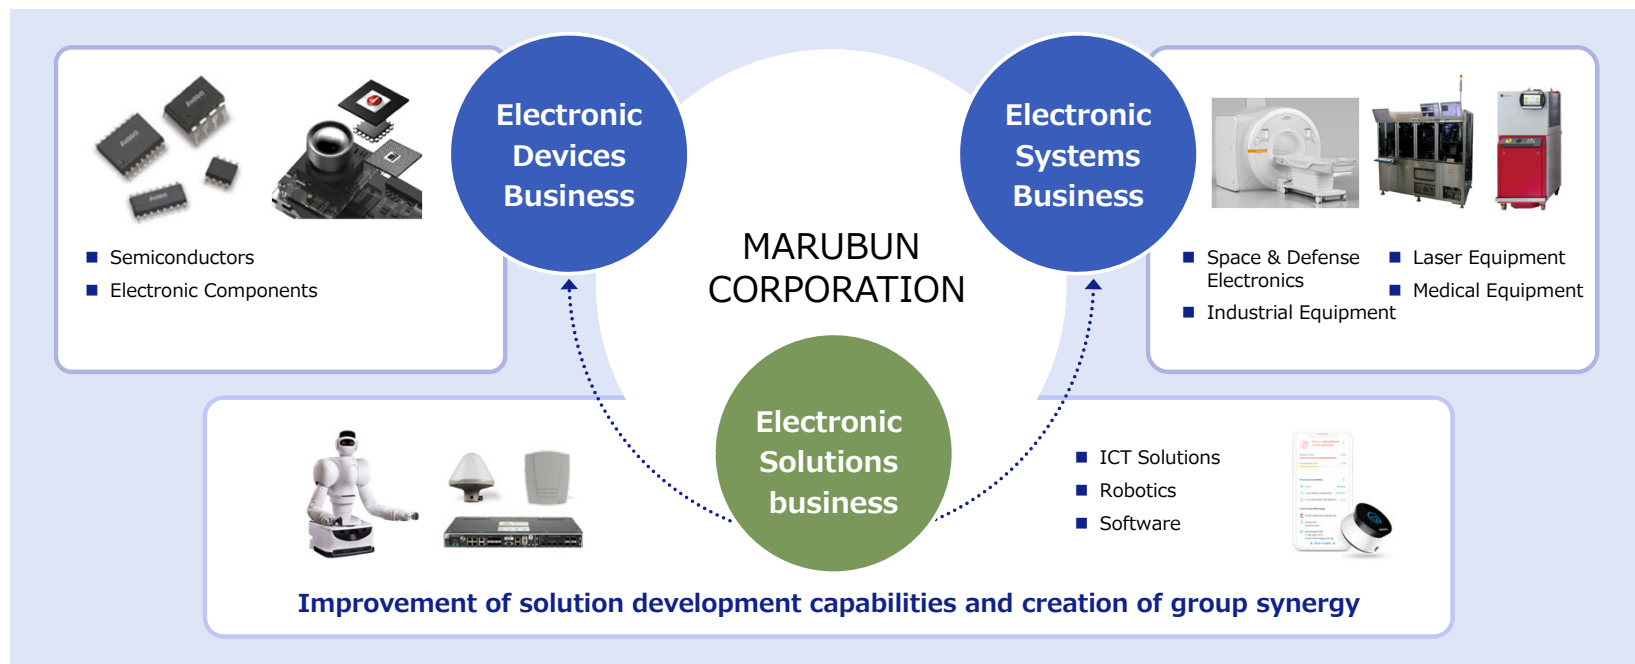 Electronic
Devices
Business
Semiconductors
Electronic Components
MARUBUN
CORPORATION
Electronic
Systems
Business
Space & Defense
Electronics
Industrial Equipment
Laser Equipment
Medical Equipment
Electronic
Solutions
business
ICT Solutions
Robotics
Software
Improvement of solution development capabilities and creation of group synergy